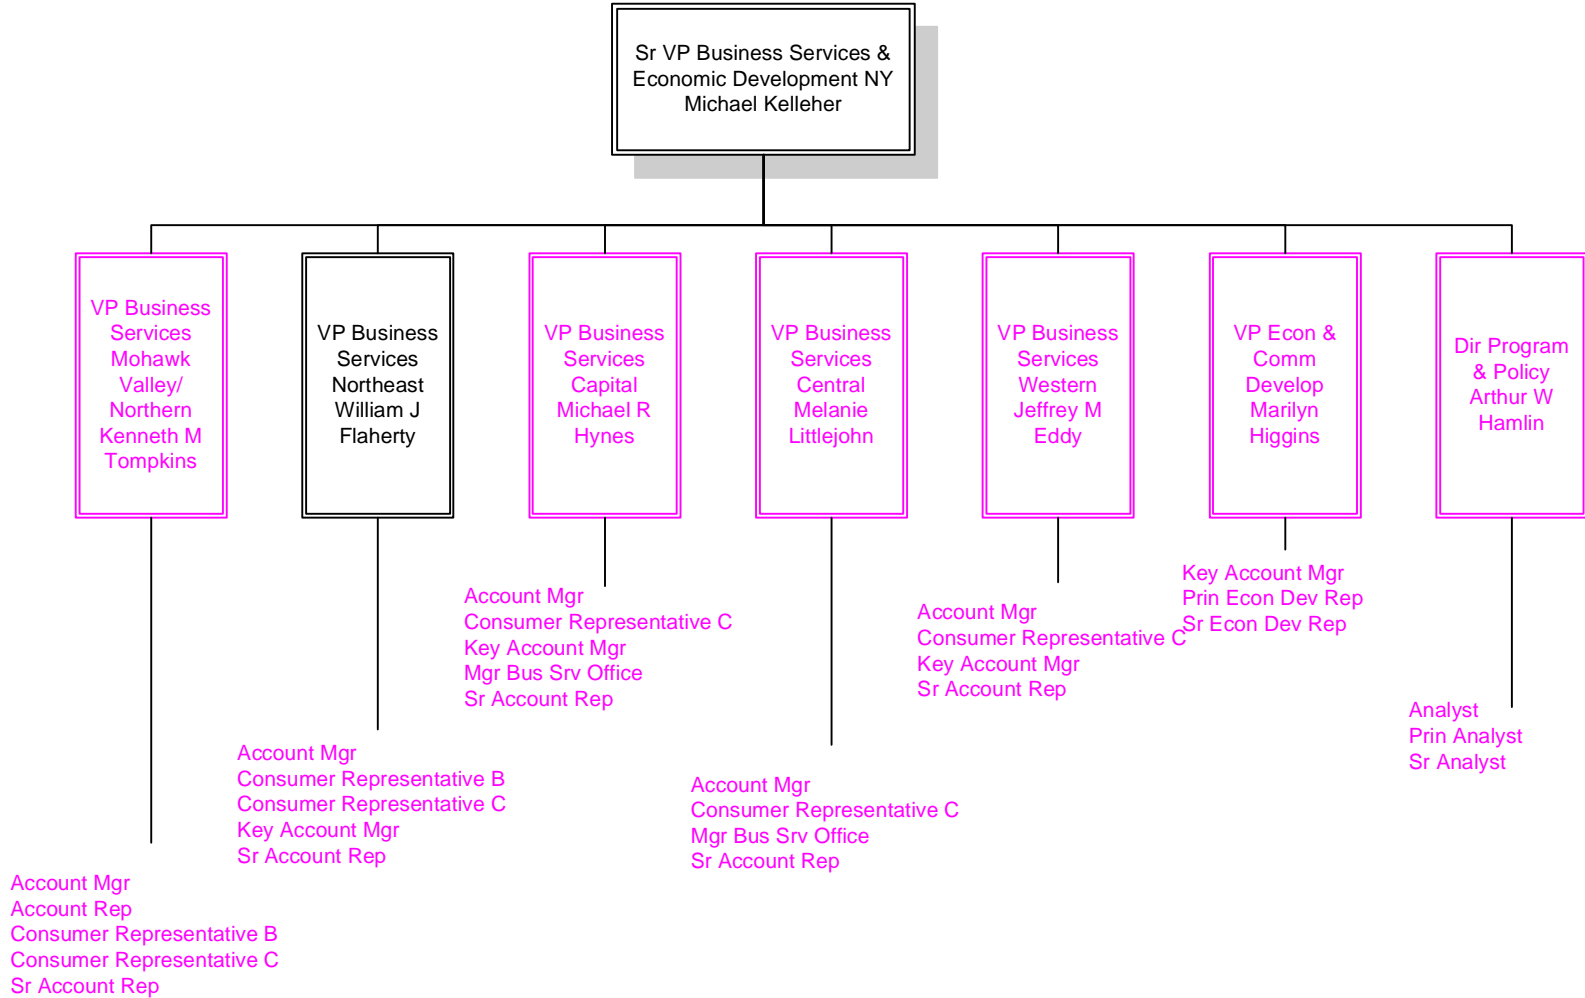 Sr VP Business Services &
Economic Development NY
Michael Kelleher
VP Business
Services
Mohawk
Valley/
Northern
Kenneth M
Tompkins
VP Business
Services
Northeast
William J
Flaherty
VP Business
Services
Capital
Michael R
Hynes
VP Business
Services
Central
Melanie
Littlejohn
VP Business
Services
Western
Jeffrey M
Eddy
VP Econ &
Comm
Develop
Marilyn
Higgins
Dir Program
& Policy
Arthur W
Hamlin
Account Mgr
Account Rep
Consumer Representative B
Consumer Representative C
Sr Account Rep
Account Mgr
Consumer Representative B
Consumer Representative C
Key Account Mgr
Sr Account Rep
Account Mgr
Consumer Representative C
Key Account Mgr
Mgr Bus Srv Office
Sr Account Rep
Account Mgr
Consumer Representative C
Mgr Bus Srv Office
Sr Account Rep
Account Mgr
Consumer Representative C
Key Account Mgr
Sr Account Rep
Key Account Mgr
Prin Econ Dev Rep
Sr Econ Dev Rep
Analyst
Prin Analyst
Sr Analyst